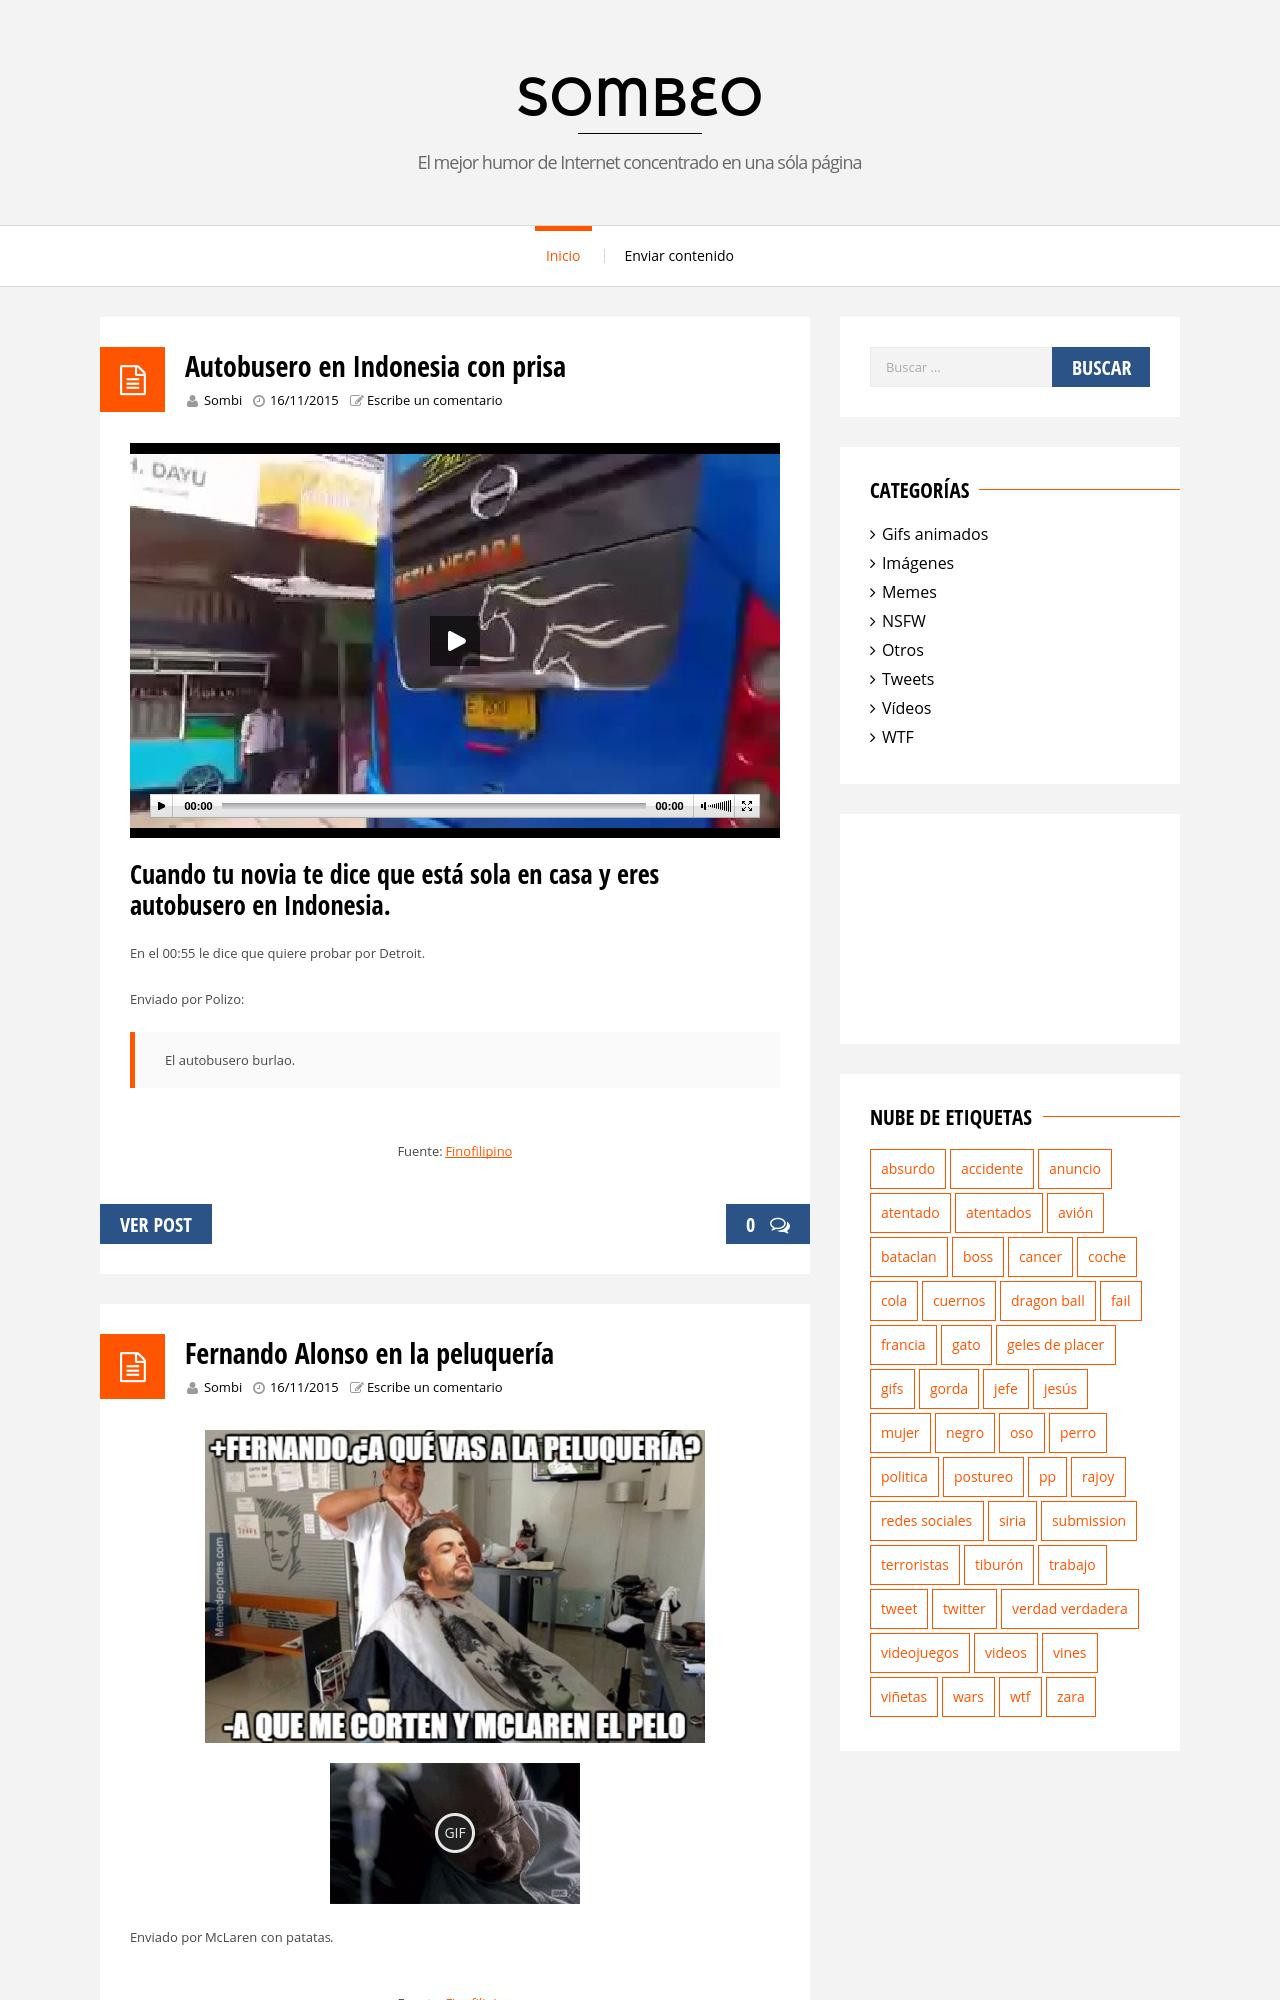 SOMBEO
El mejor humor de Internet concentrado en una sóla página
Inicio
Enviar contenido
Autobusero en Indonesia con prisa
Sombi 16/11/2015 Escribe un comentario
H. DAYU
SETIA NEGARA
00:00
00:00
Cuando tu novia te dice que está sola en casa y eres
autobusero en Indonesia.
En el 00:55 le dice que quiere probar por Detroit.
Enviado por Polizo:
El autobusero burlao.
Fuente: Finofilipino
VER POST
0
Fernando Alonso en la peluquería
Sombi 16/11/2015 Escribe un comentario
+FERNANDO,¿A QUÉ VAS A LA PELUQUERÍA?
Memedeportes.com
-A QUE ME CORTEN Y MCLAREN EL PELO
GIF
Enviado por McLaren con patatas.
Buscar ...
BUSCAR
CATEGORÍAS
Gifs animados
Imágenes
Memes
NSFW
Otros
Tweets
Vídeos
WTF
NUBE DE ETIQUETAS
absurdo accidente anuncio
atentado atentados avión
bataclan boss cancer coche
cola cuernos dragon ball fail
francia gato geles de placer
gifs gorda jefe jesús
mujer negro oso perro
politica postureo pp rajoy
redes sociales siria submission
terroristas tiburón trabajo
tweet twitter verdad verdadera
videojuegos videos vines
viñetas wars wtf zara